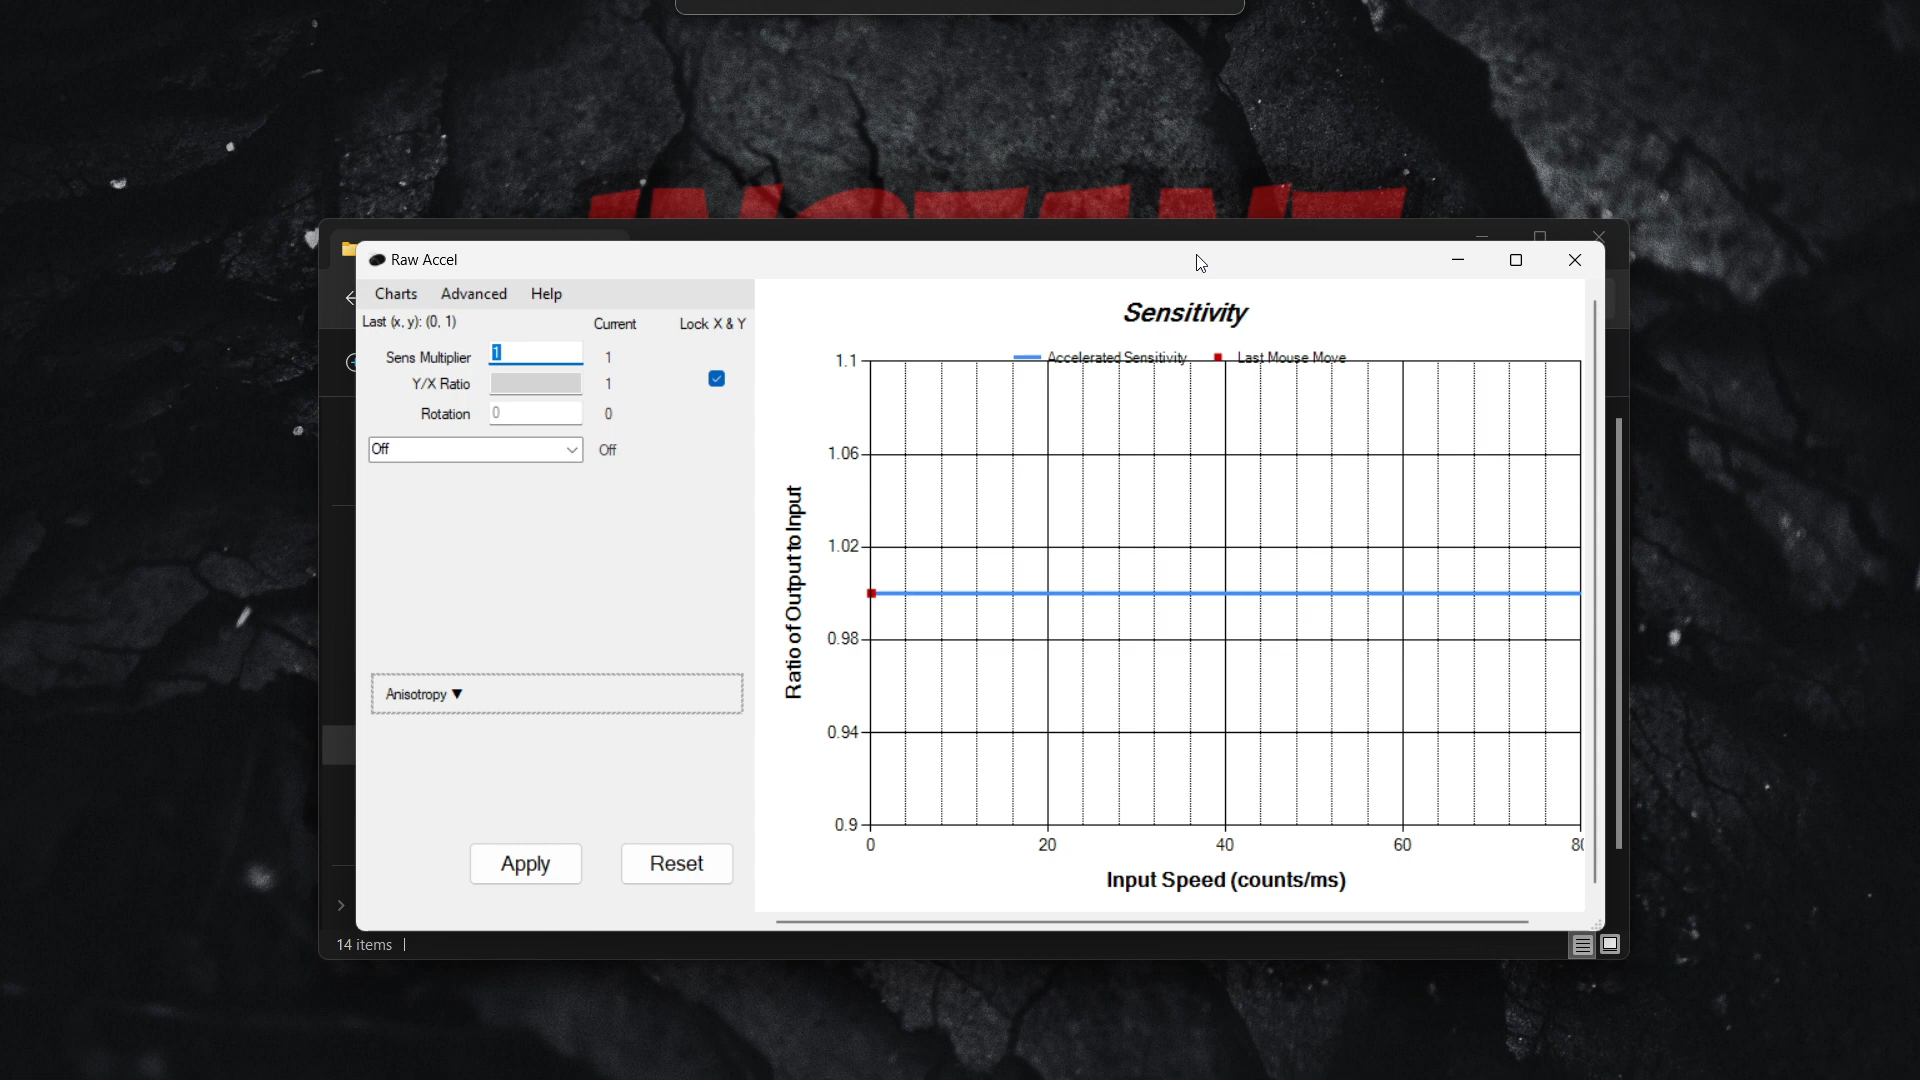 Raw Accel
Charts Advanced Help
Last (x, y): (0, 1)
Current
Lock X & Y
Sens Multiplier 1 1
Y/X Ratio 1
Rotation 0 0
Off Off
Anisotropy ▼
Apply Reset
Sensitivity
Accelerated Sensitivity Last Mouse Move
Ratio of Output to Input
1.1
1.06
1.02
0.98
0.94
0.9
0 20 40 60 80
Input Speed (counts/ms)
14 items